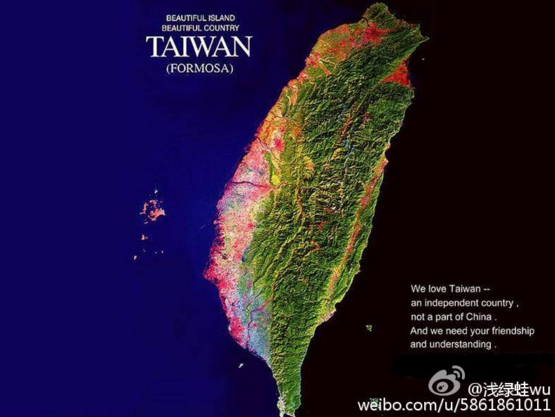 BEAUTIFUL ISLAND
BEAUTIFUL COUNTRY
TAIWAN
(FORMOSA)
We love Taiwan --
an independent country ,
not a part of China .
And we need your friendship
and understanding .
@浅绿蛙wu
weibo.com/u/5861861011